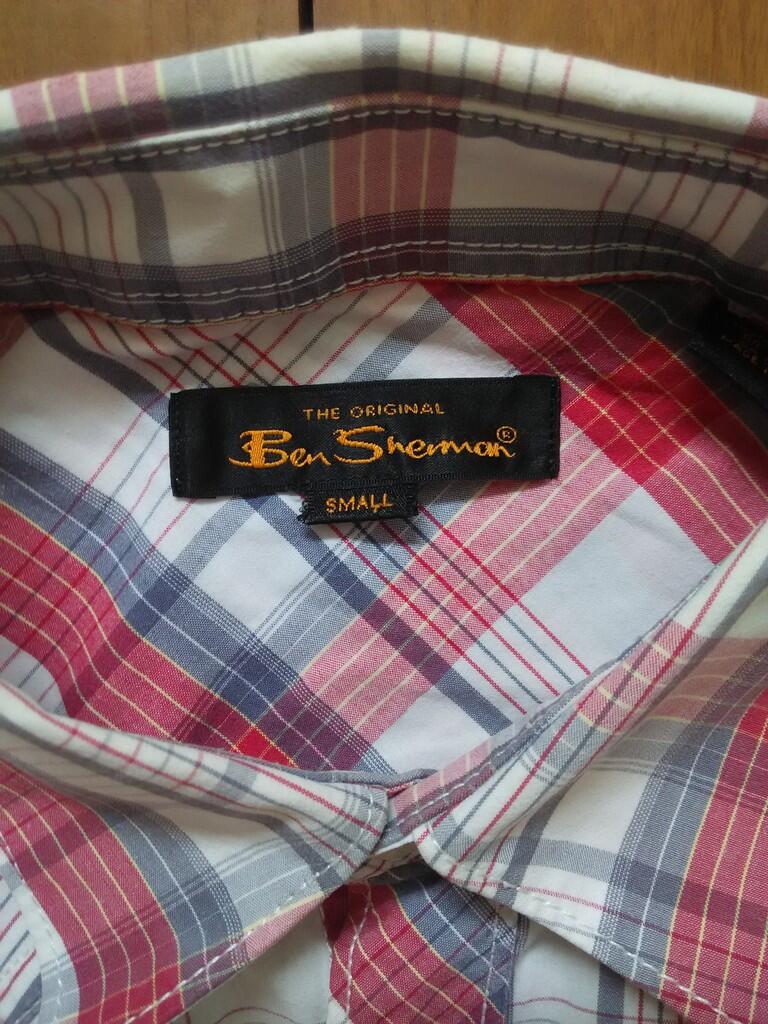 THE ORIGINAL
Ben Sherman®
SMALL